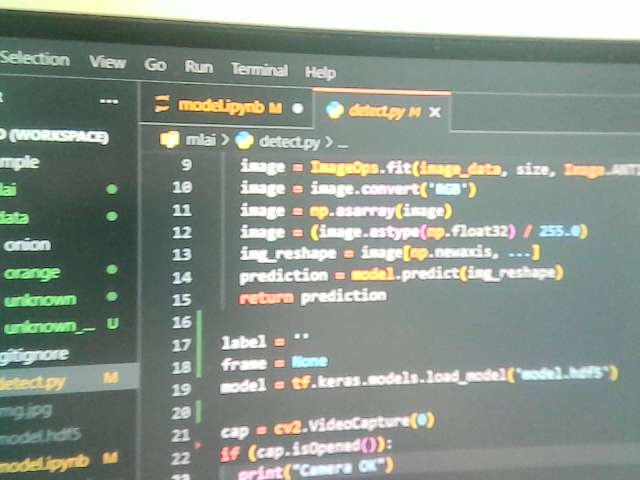 Selection View Go Run Terminal Help
... model.ipynb M detect.py M ×
(WORKSPACE) mlai > detect.py > ...
9 image = ImageOps.fit(image_data, size, Image.ANTI
10 image = image.convert('RGB')
11 image = np.asarray(image)
12 image = (image.astype(np.float32) / 255.0)
13 img_reshape = image[np.newaxis, ...]
14 prediction = model.predict(img_reshape)
15 return prediction
16
17 label = ''
18 frame = None
19 model = tf.keras.models.load_model("model.hdf5")
20
21 cap = cv2.VideoCapture(0)
22 if (cap.isOpened()):
23 print("Camera OK")
mple
lai
data
onion
orange
unknown
unknown_... U
gitignore
detect.py M
mg.jpg
model.hdf5
model.ipynb M